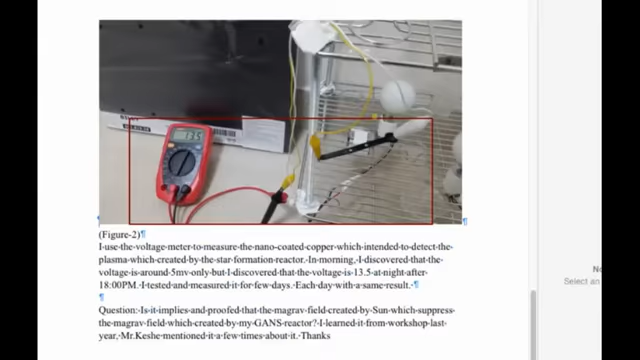 135
(Figure-2)
I use the voltage meter to measure the nano-coated copper which intended to detect the
plasma which created by the star formation reactor. In morning, I discovered that the
voltage is around 5mv only but I discovered that the voltage is 13.5 at night after
18:00PM. I tested and measured it for few days. Each day with a same result.
Question: Is it implies and proofed that the magrav field created by Sun which suppress
the magrav field which created by my GANS reactor? I learned it from workshop last
year, Mr.Keshe mentioned it a few times about it. Thanks
Select an